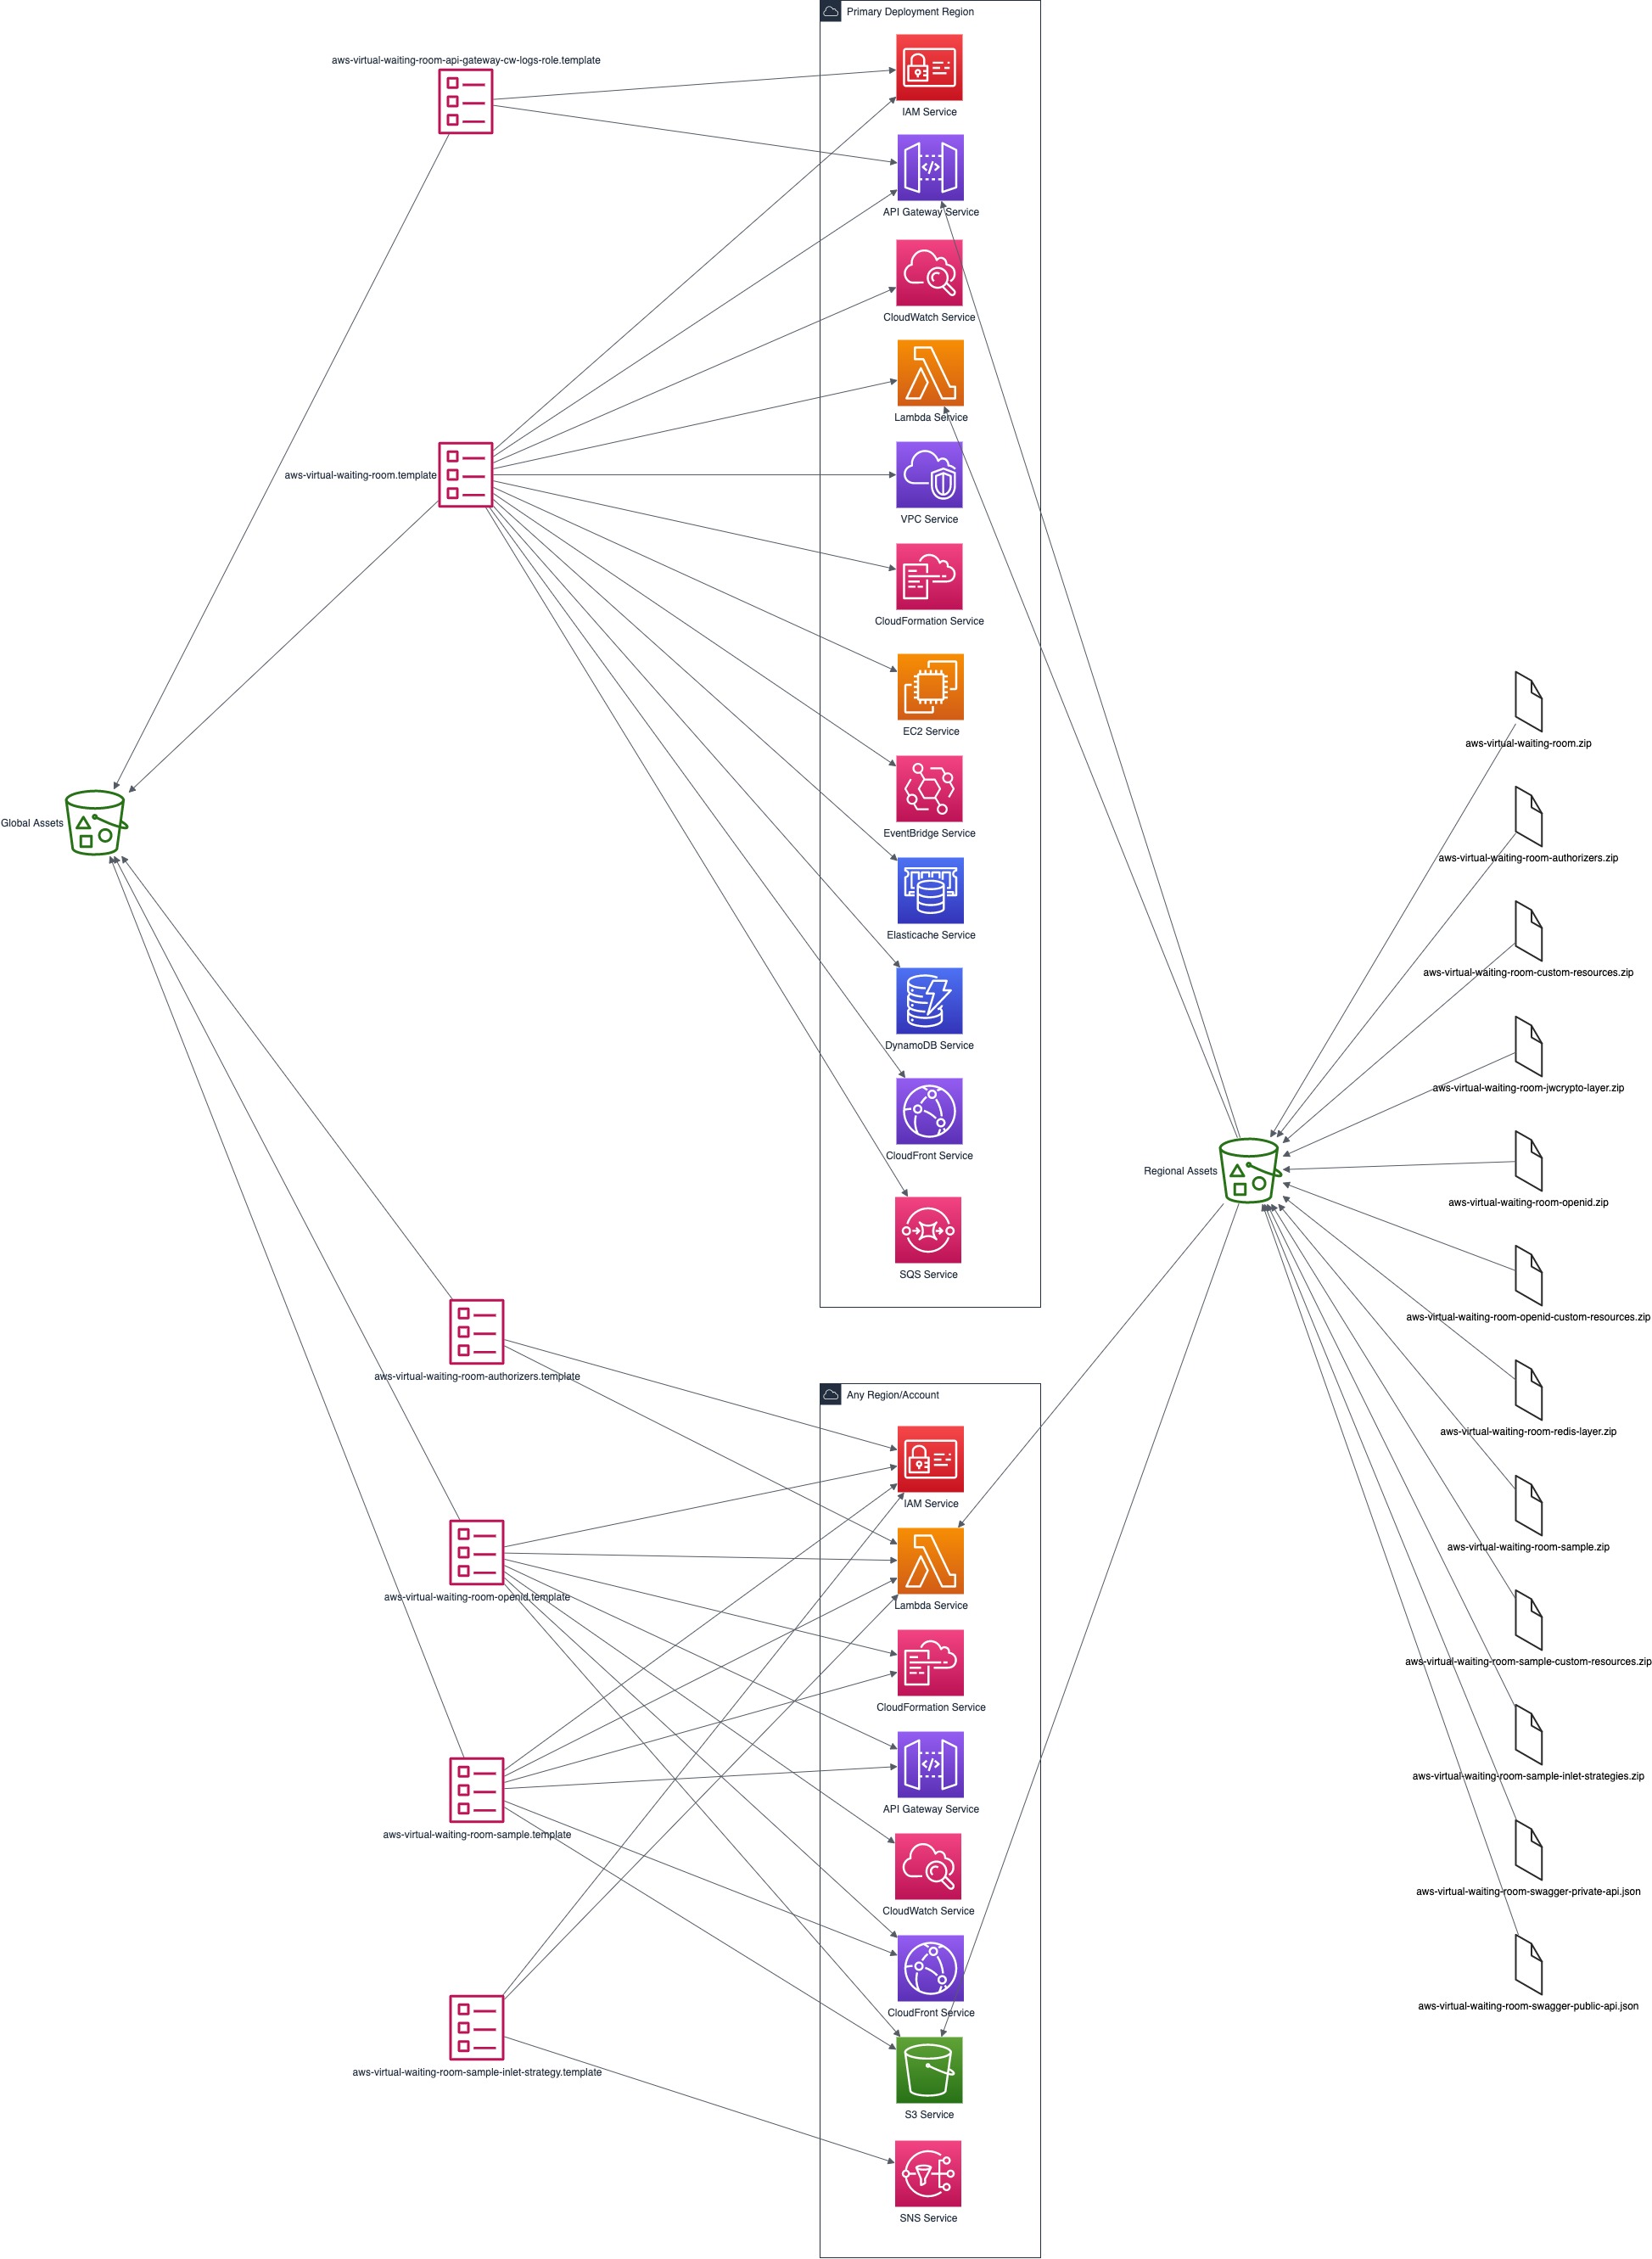 Primary Deployment Region
aws-virtual-waiting-room-api-gateway-cw-logs-role.template
IAM Service
API Gateway Service
CloudWatch Service
Lambda Service
aws-virtual-waiting-room.template
VPC Service
CloudFormation Service
EC2 Service
aws-virtual-waiting-room.zip
Global Assets
EventBridge Service
aws-virtual-waiting-room-authorizers.zip
Elasticache Service
aws-virtual-waiting-room-custom-resources.zip
DynamoDB Service
aws-virtual-waiting-room-jwcrypto-layer.zip
CloudFront Service
Regional Assets
aws-virtual-waiting-room-openid.zip
SQS Service
aws-virtual-waiting-room-openid-custom-resources.zip
aws-virtual-waiting-room-authorizers.template
Any Region/Account
aws-virtual-waiting-room-redis-layer.zip
IAM Service
aws-virtual-waiting-room-sample.zip
aws-virtual-waiting-room-openid.template
Lambda Service
aws-virtual-waiting-room-sample-custom-resources.zip
CloudFormation Service
aws-virtual-waiting-room-sample-inlet-strategies.zip
API Gateway Service
aws-virtual-waiting-room-sample.template
aws-virtual-waiting-room-swagger-private-api.json
CloudWatch Service
aws-virtual-waiting-room-swagger-public-api.json
CloudFront Service
aws-virtual-waiting-room-sample-inlet-strategy.template
S3 Service
SNS Service